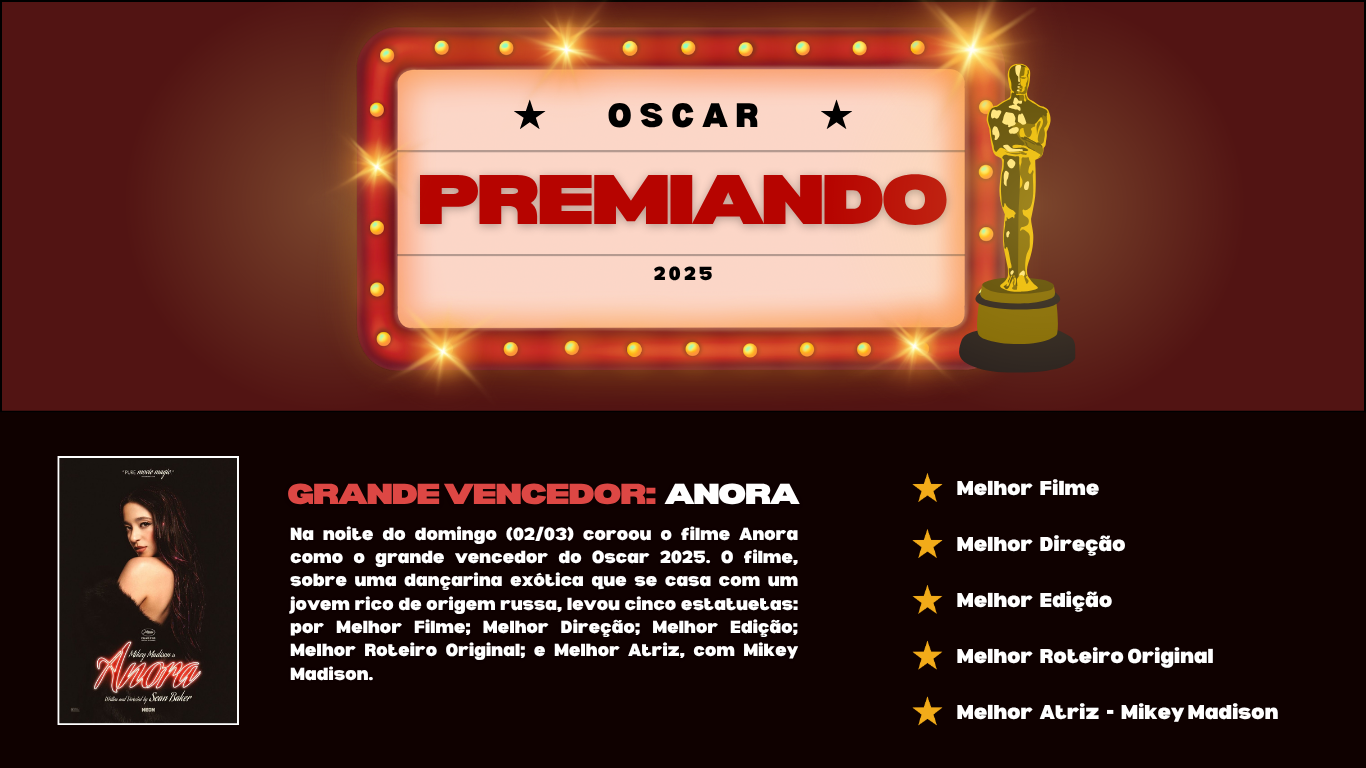 ★ OSCAR ★
PREMIANDO
2025
GRANDE VENCEDOR: ANORA
Na noite do domingo (02/03) coroou o filme Anora
como o grande vencedor do Oscar 2025. O filme,
sobre uma dançarina exótica que se casa com um
jovem rico de origem russa, levou cinco estatuetas:
por Melhor Filme; Melhor Direção; Melhor Edição;
Melhor Roteiro Original; e Melhor Atriz, com Mikey
Madison.
★ Melhor Filme
★ Melhor Direção
★ Melhor Edição
★ Melhor Roteiro Original
★ Melhor Atriz - Mikey Madison
movie magic
Mikey Madison is
Anora
Written and Directed by Sean Baker
NEON